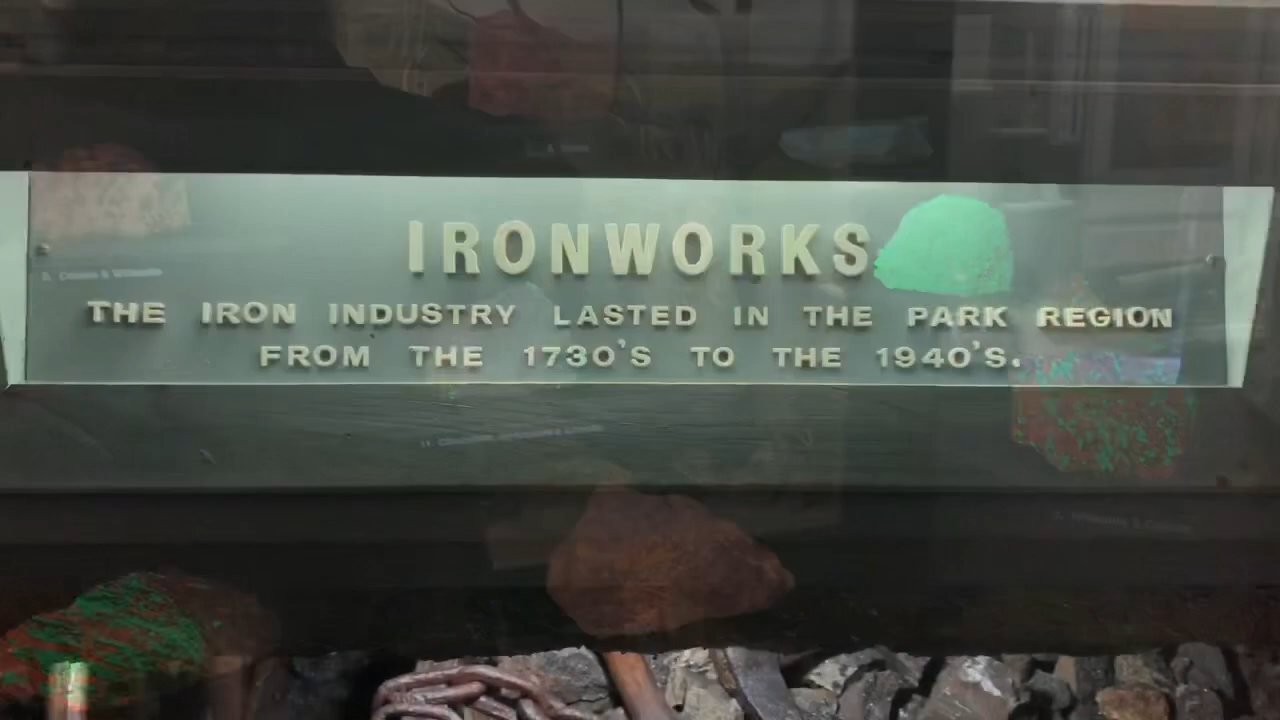 IRONWORKS
THE IRON INDUSTRY LASTED IN THE PARK REGION
FROM THE 1730'S TO THE 1940'S.